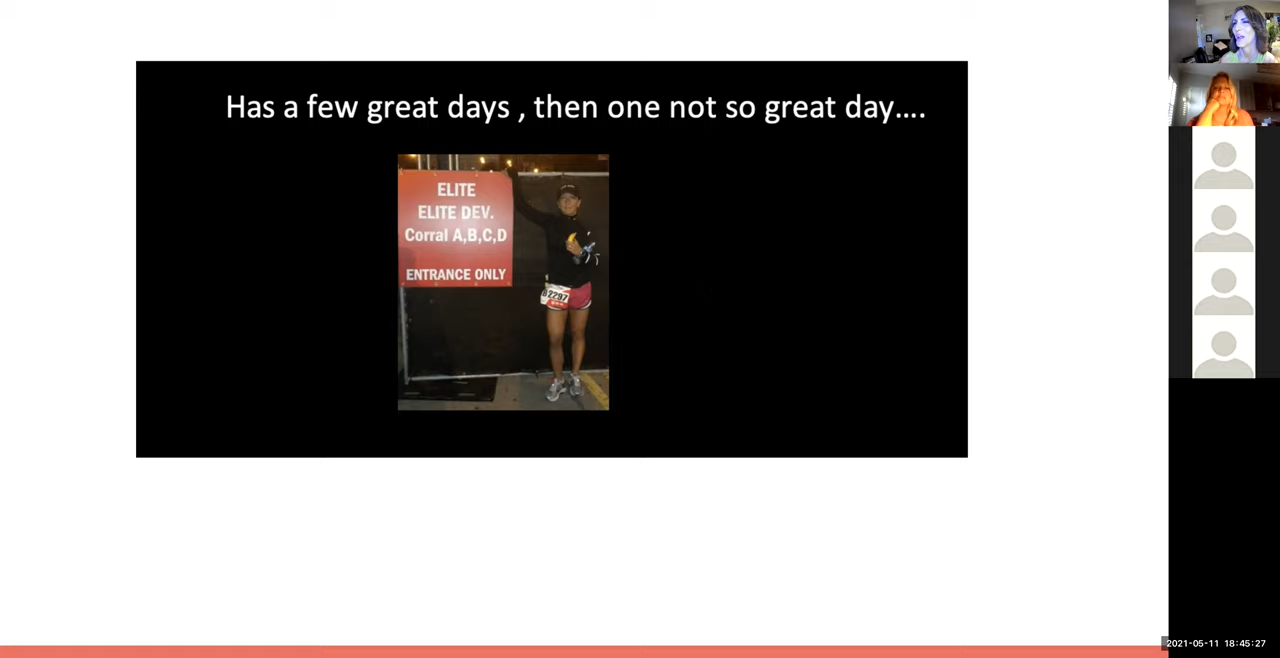 Has a few great days , then one not so great day....
ELITE
ELITE DEV.
Corral A,B,C,D
ENTRANCE ONLY
2297
2021-05-11 18:45:27